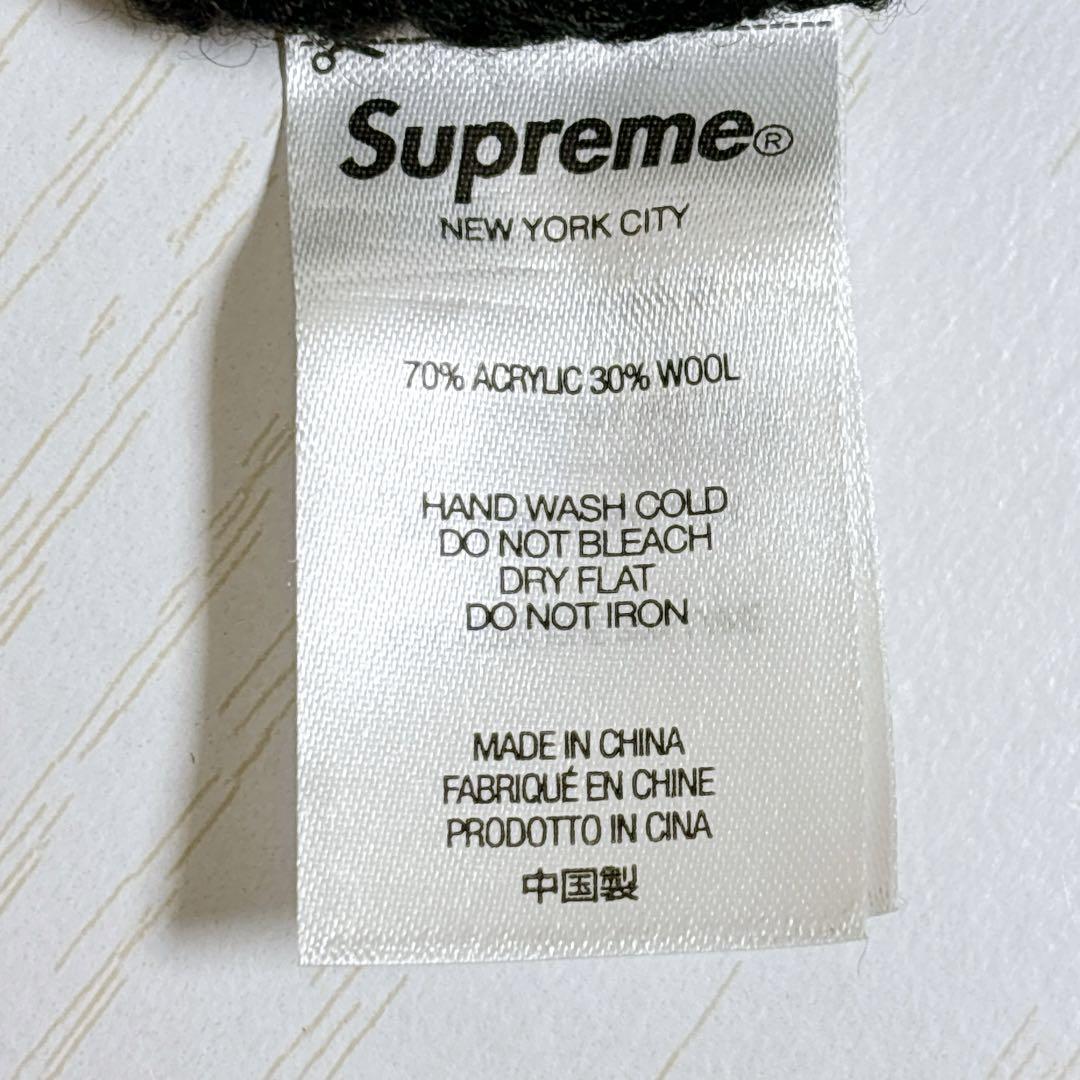 Supreme®
NEW YORK CITY
70% ACRYLIC 30% WOOL
HAND WASH COLD
DO NOT BLEACH
DRY FLAT
DO NOT IRON
MADE IN CHINA
FABRIQUÉ EN CHINE
PRODOTTO IN CINA
中国製